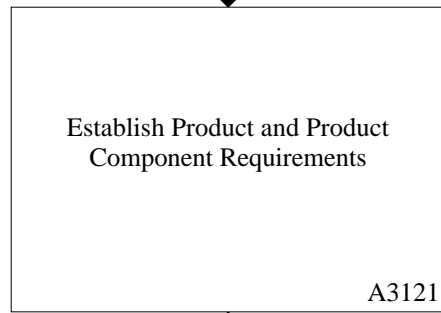 Establish Product and Product
Component Requirements
A3121